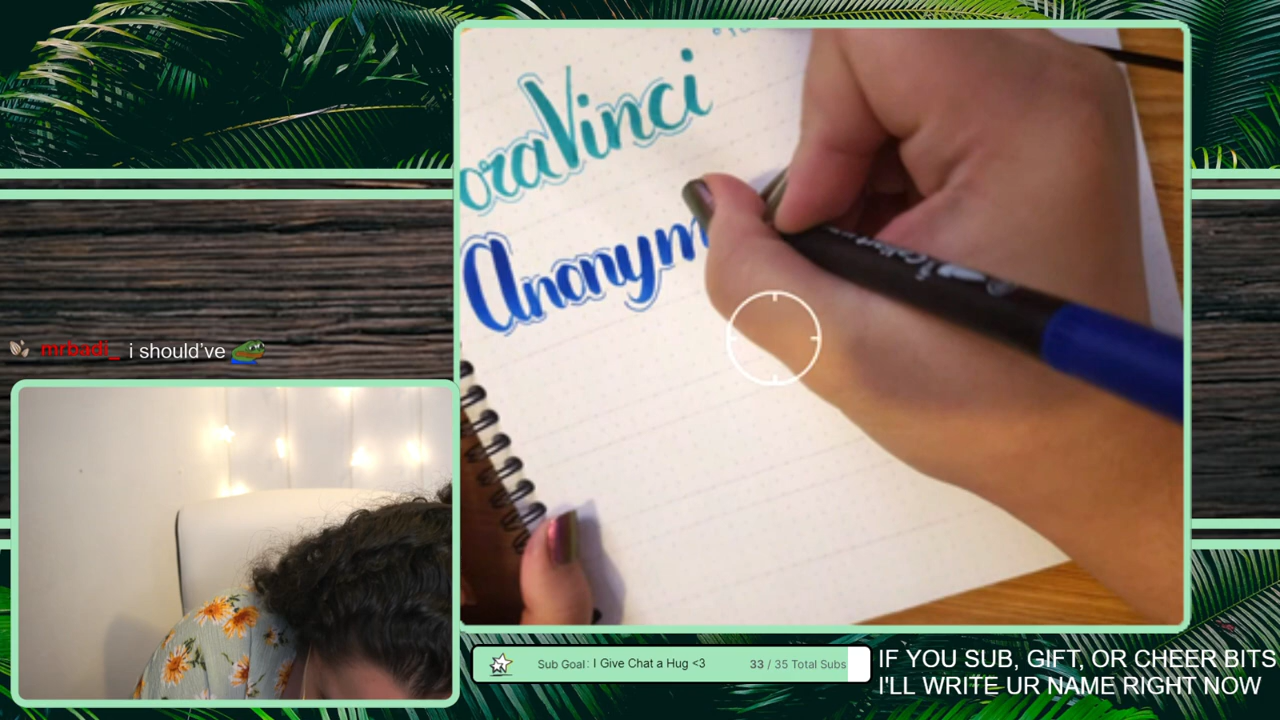 oraVinci
Anonym
mrbadi_ i should've
Sub Goal: I Give Chat a Hug <3 33 / 35 Total Subs
IF YOU SUB, GIFT, OR CHEER BITS
I'LL WRITE UR NAME RIGHT NOW